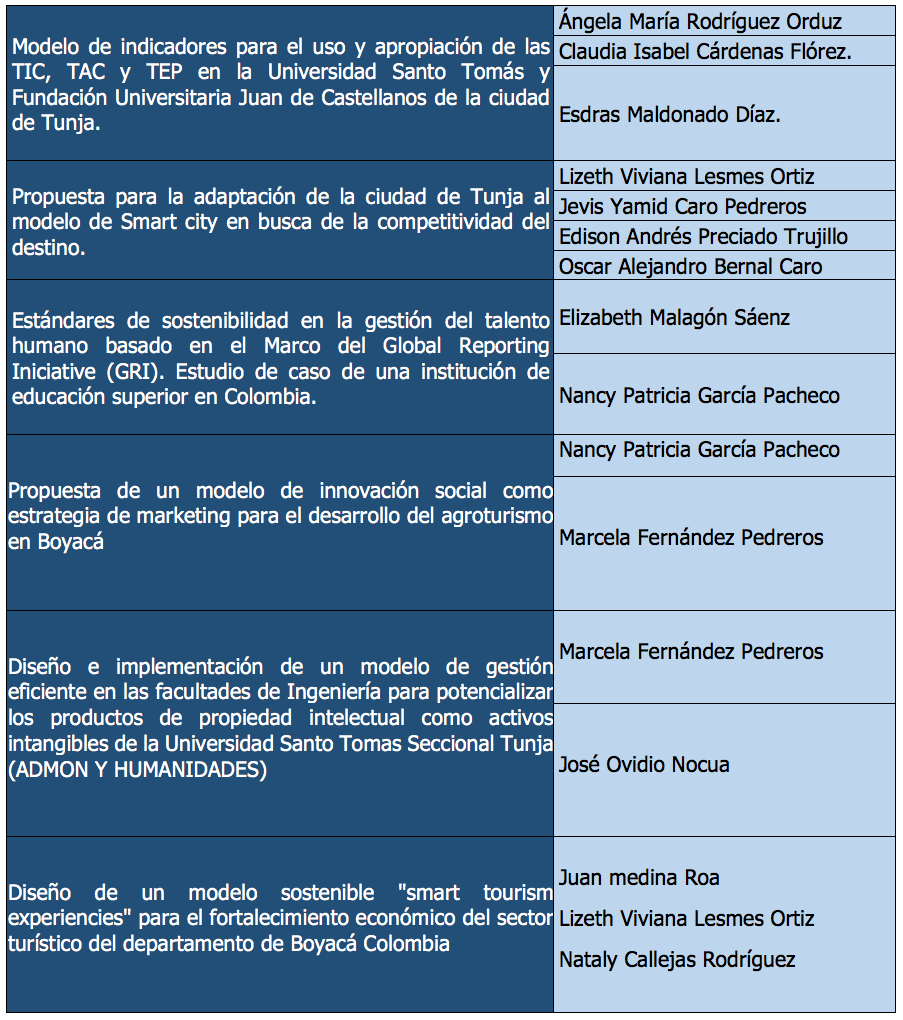 Modelo de indicadores para el uso y apropiación de las
TIC, TAC y TEP en la Universidad Santo Tomás y
Fundación Universitaria Juan de Castellanos de la ciudad
de Tunja.
Ángela María Rodríguez Orduz
Claudia Isabel Cárdenas Flórez.
Esdras Maldonado Díaz.
Propuesta para la adaptación de la ciudad de Tunja al
modelo de Smart city en busca de la competitividad del
destino.
Lizeth Viviana Lesmes Ortiz
Jevis Yamid Caro Pedreros
Edison Andrés Preciado Trujillo
Oscar Alejandro Bernal Caro
Estándares de sostenibilidad en la gestión del talento
humano basado en el Marco del Global Reporting
Iniciative (GRI). Estudio de caso de una institución de
educación superior en Colombia.
Elizabeth Malagón Sáenz
Nancy Patricia García Pacheco
Propuesta de un modelo de innovación social como
estrategia de marketing para el desarrollo del agroturismo
en Boyacá
Nancy Patricia García Pacheco
Marcela Fernández Pedreros
Diseño e implementación de un modelo de gestión
eficiente en las facultades de Ingeniería para potencializar
los productos de propiedad intelectual como activos
intangibles de la Universidad Santo Tomas Seccional Tunja
(ADMON Y HUMANIDADES)
Marcela Fernández Pedreros
José Ovidio Nocua
Diseño de un modelo sostenible "smart tourism
experiencies" para el fortalecimiento económico del sector
turístico del departamento de Boyacá Colombia
Juan medina Roa
Lizeth Viviana Lesmes Ortiz
Nataly Callejas Rodríguez